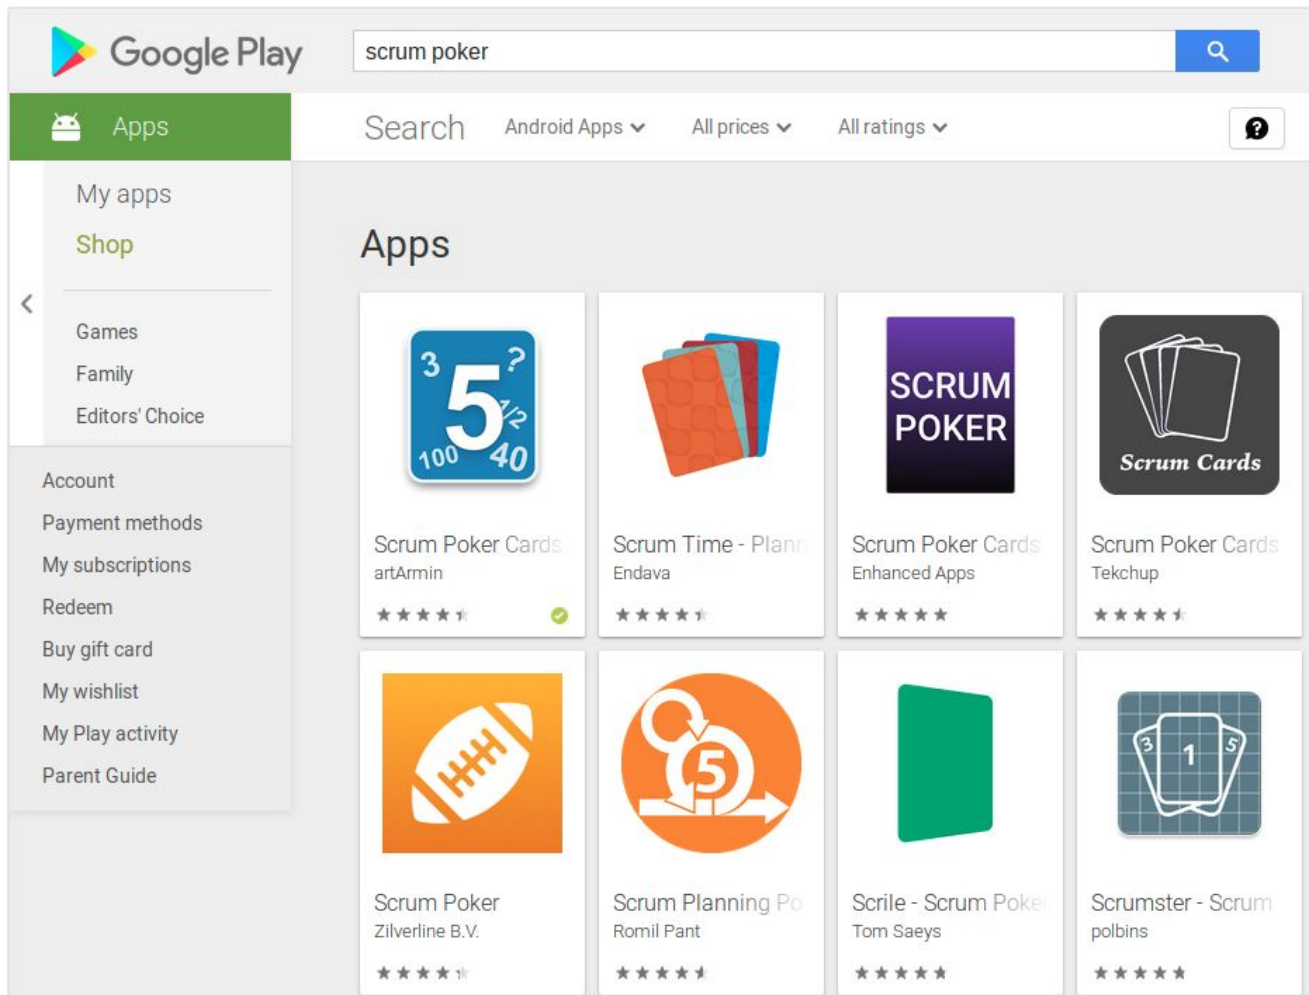 Google Play
scrum poker
Apps
Search
Android Apps
All prices
All ratings
?
My apps
Shop
Games
Family
Editors' Choice
Account
Payment methods
My subscriptions
Redeem
Buy gift card
My wishlist
My Play activity
Parent Guide
Apps
3
?
5
1/2
100
40
SCRUM
POKER
Scrum Cards
Scrum Poker Cards
artArmin
Scrum Time - Plann
Endava
Scrum Poker Cards
Enhanced Apps
Scrum Poker Cards
Tekchup
5
3
1
5
Scrum Poker
Zilverline B.V.
Scrum Planning Po
Romil Pant
Scrile - Scrum Poke
Tom Saeys
Scrumster - Scrum
polbins